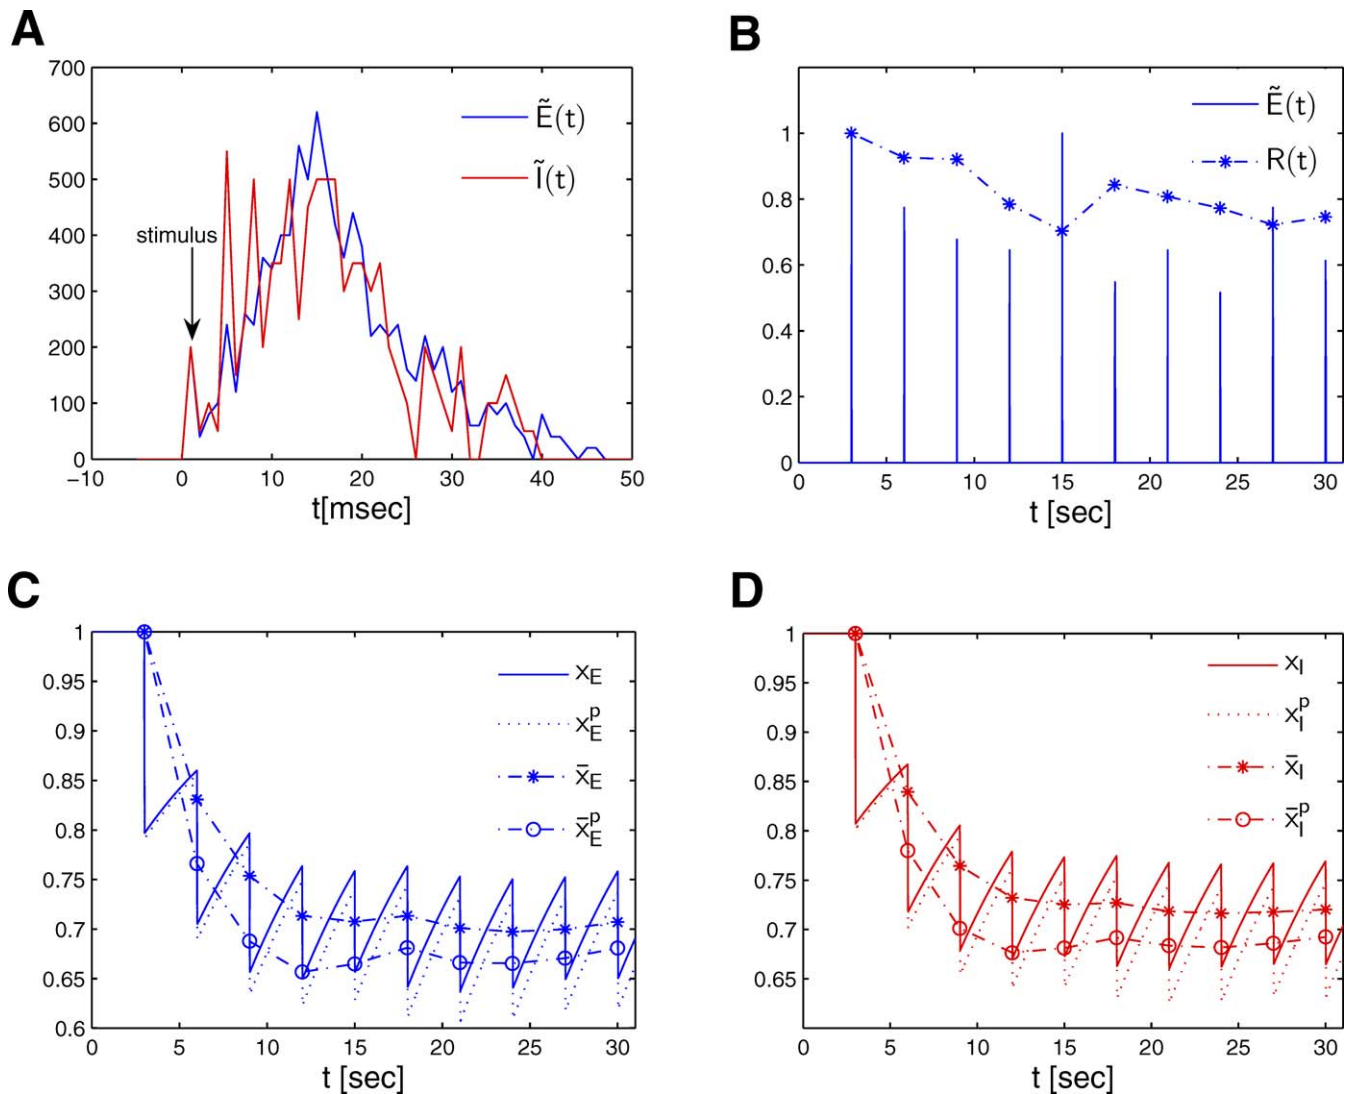 A
700
600
500
400
300
200
100
0
−10 0 10 20 30 40 50
t[msec]
stimulus
Ẽ(t)
Ĩ(t)
B
1
0.8
0.6
0.4
0.2
0
0 5 10 15 20 25 30
t [sec]
Ẽ(t)
R(t)
C
1
0.95
0.9
0.85
0.8
0.75
0.7
0.65
0.6
0 5 10 15 20 25 30
t [sec]
x_E
x_E^p
x̄_E
x̄_E^p
D
1
0.95
0.9
0.85
0.8
0.75
0.7
0.65
0 5 10 15 20 25 30
t [sec]
x_I
x_I^p
x̄_I
x̄_I^p